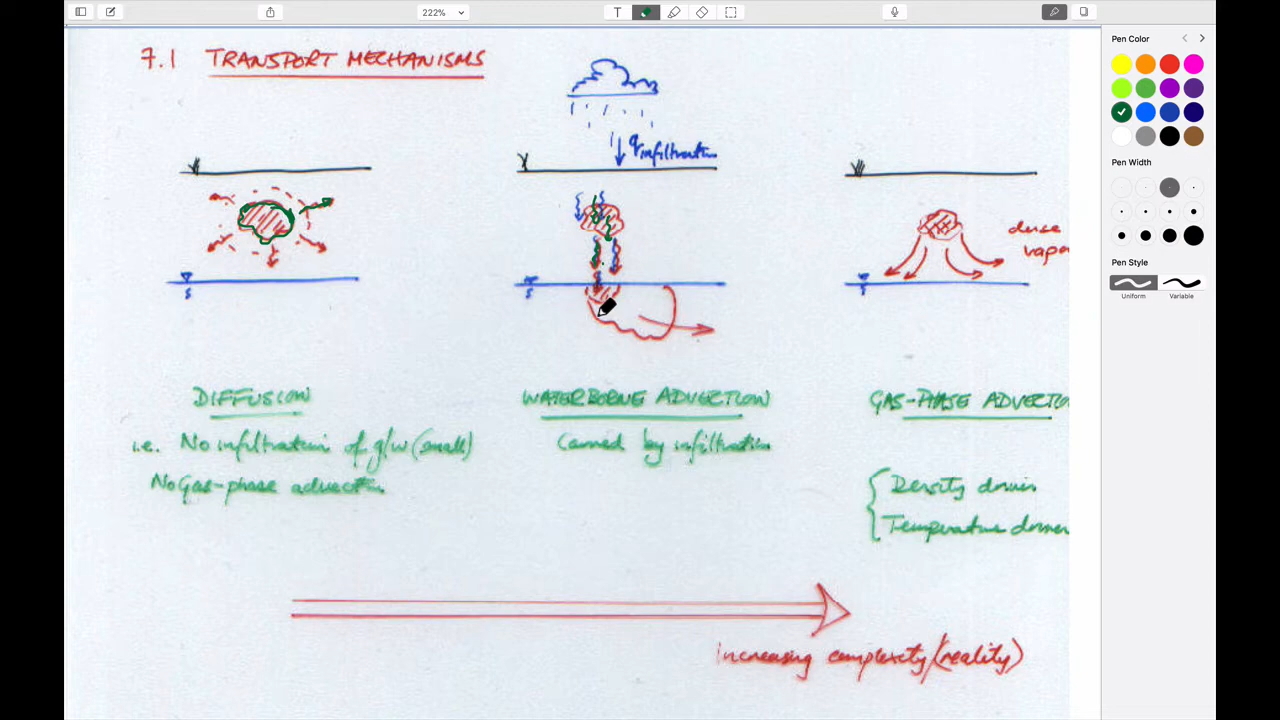 222%
T
Pen Color
7.1 TRANSPORT MECHANISMS
q infiltration
Pen Width
dense
vapo
Pen Style
Uniform
Variable
DIFFUSION
i.e. No infiltration of g/w (small)
No Gas-phase advection
WATERBORNE ADVECTION
Carried by infiltration
GAS-PHASE ADVECTIO
Density driven
Temperature driven
Increasing complexity/(reality)